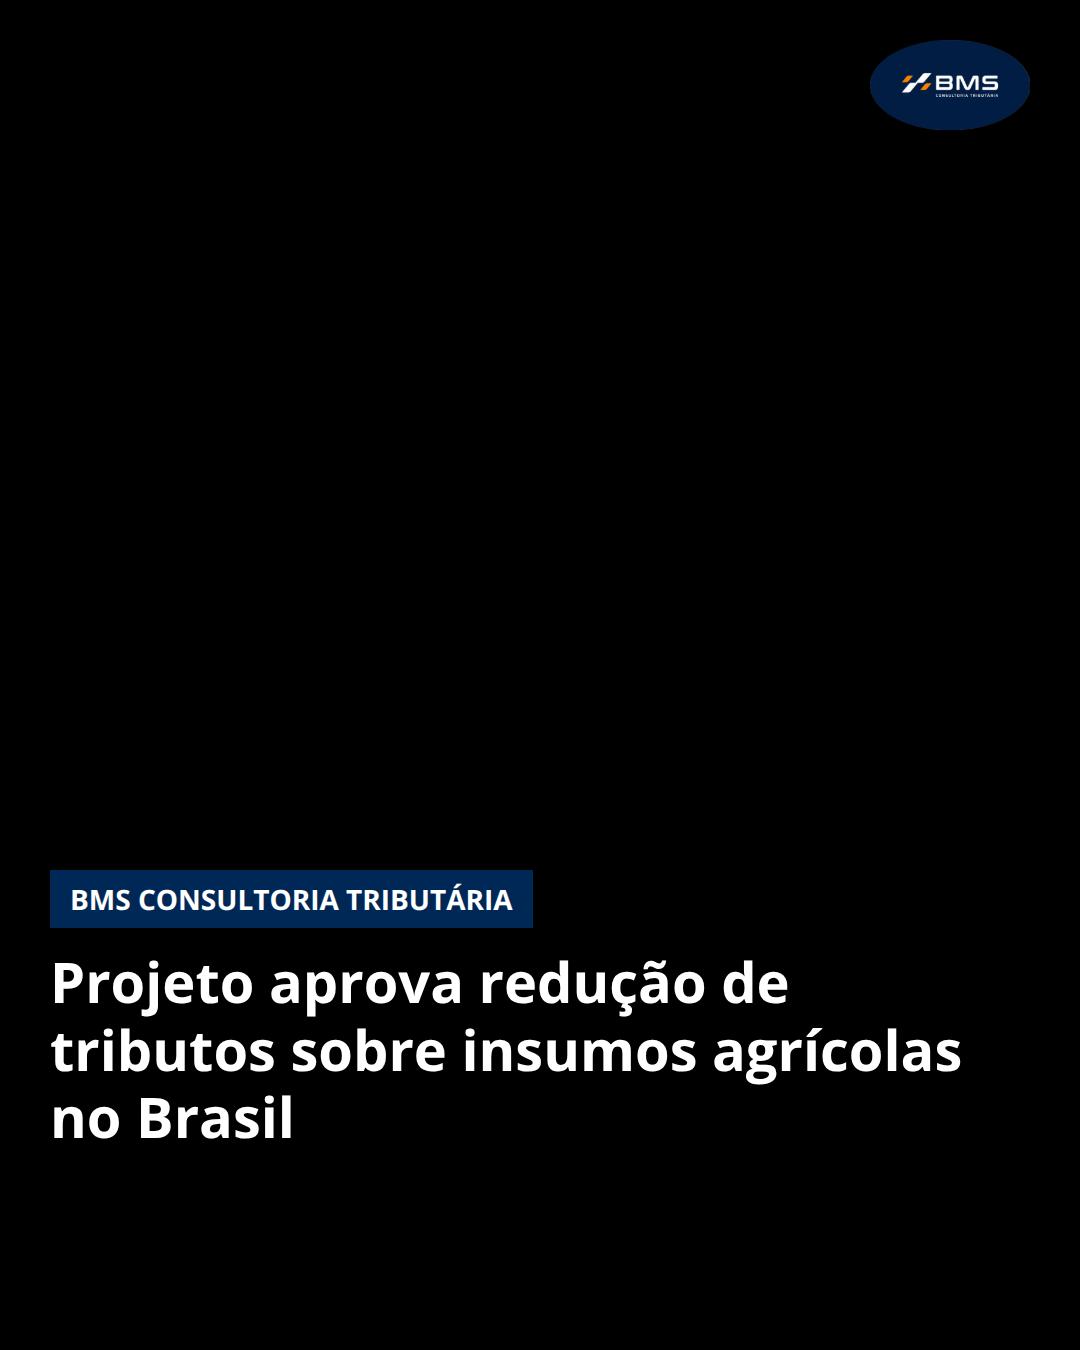 BMS
CONSULTORIA TRIBUTÁRIA
BMS CONSULTORIA TRIBUTÁRIA
Projeto aprova redução de
tributos sobre insumos agrícolas
no Brasil